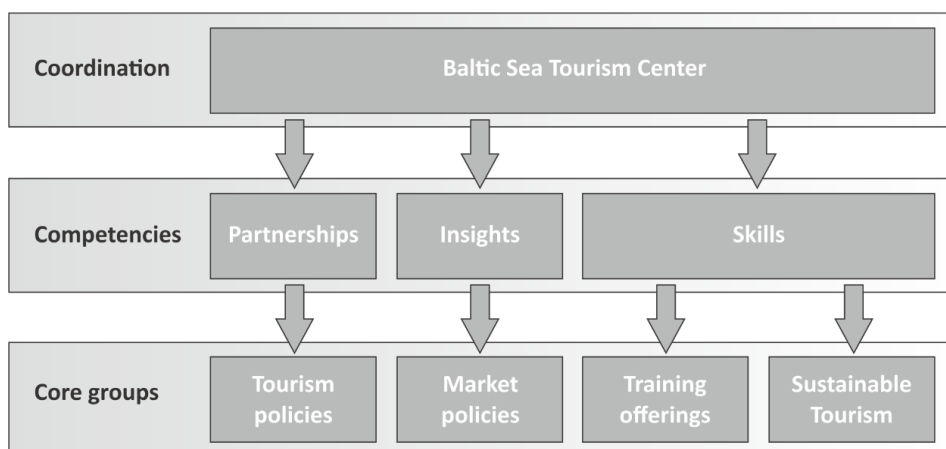 Coordination
Baltic Sea Tourism Center
Competencies
Partnerships
Insights
Skills
Core groups
Tourism
policies
Market
policies
Training
offerings
Sustainable
Tourism